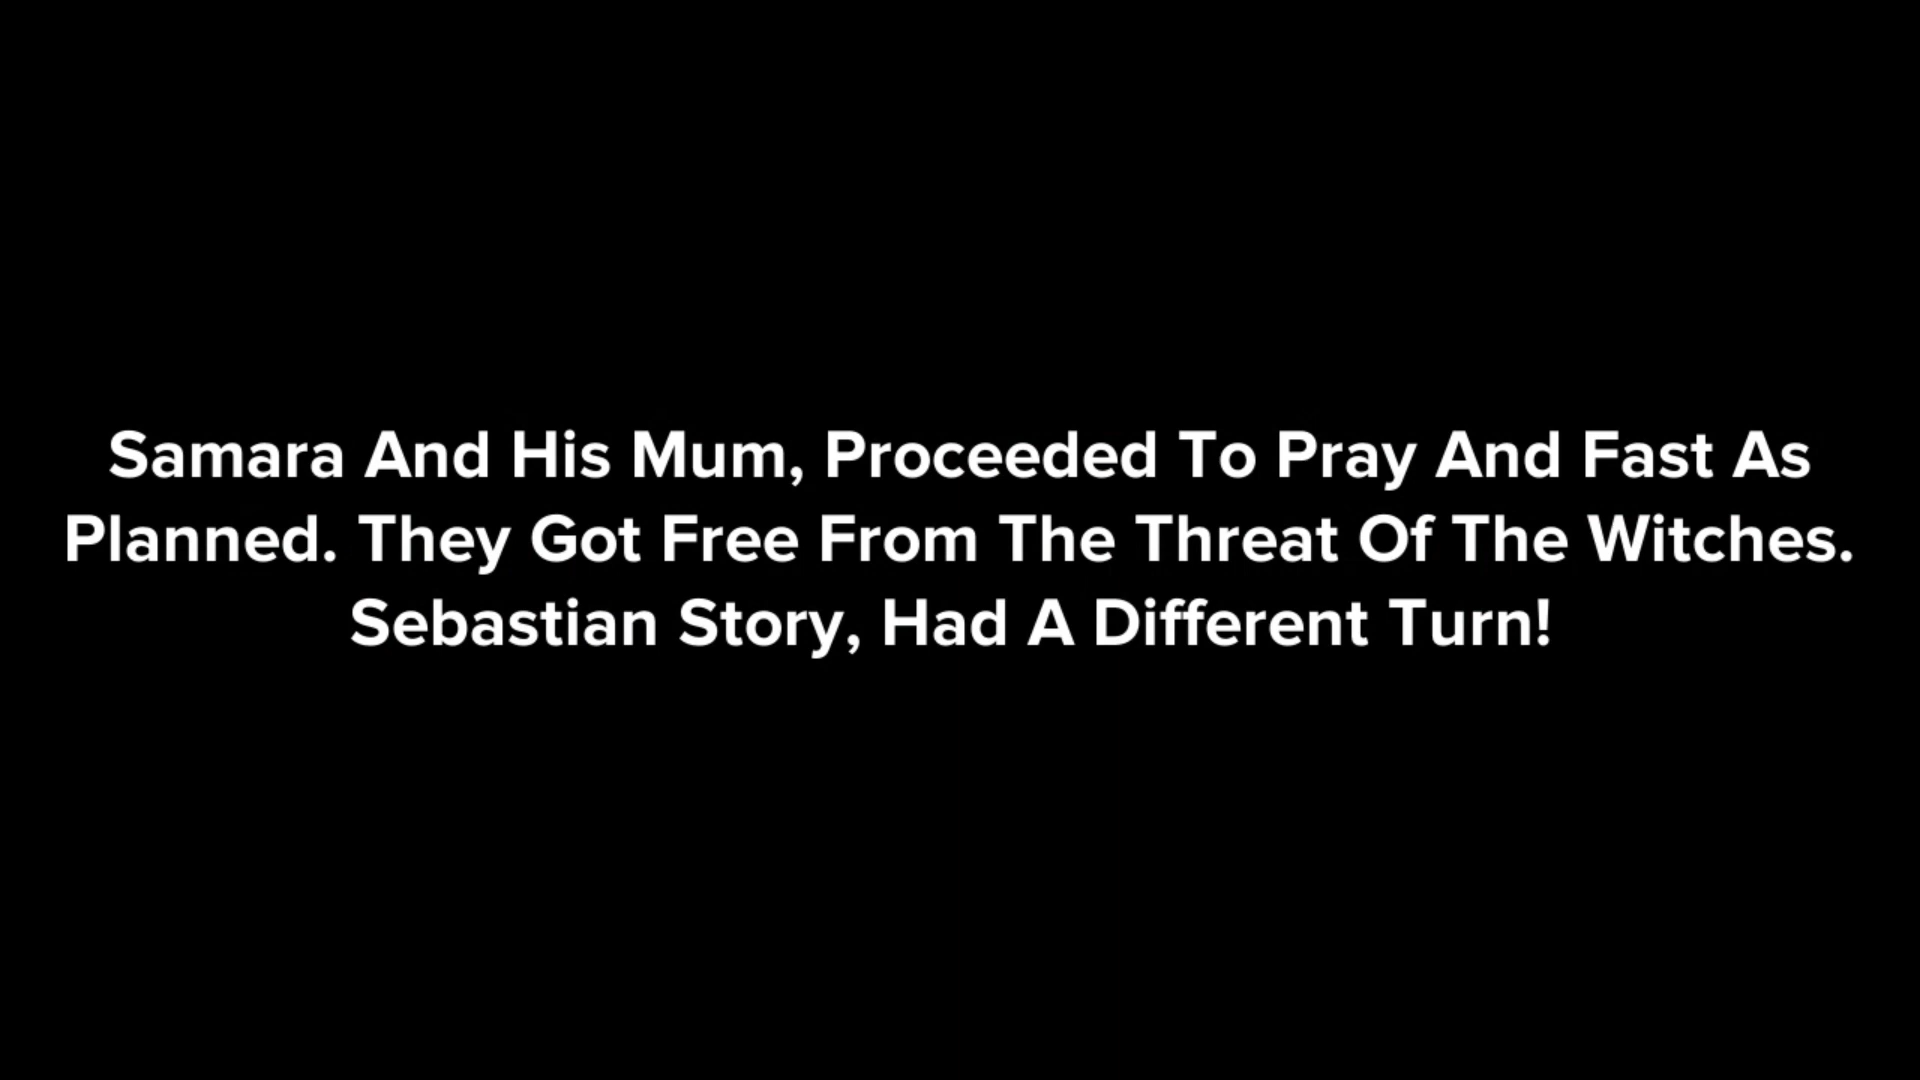 Samara And His Mum, Proceeded To Pray And Fast As
Planned. They Got Free From The Threat Of The Witches.
Sebastian Story, Had A Different Turn!